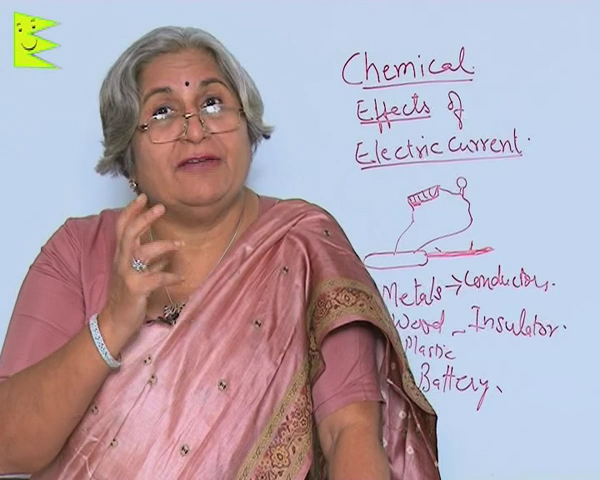 Chemical
Effects of
Electric Current.
Metals → Conductors.
Wood - Insulator.
Plastic
Battery.